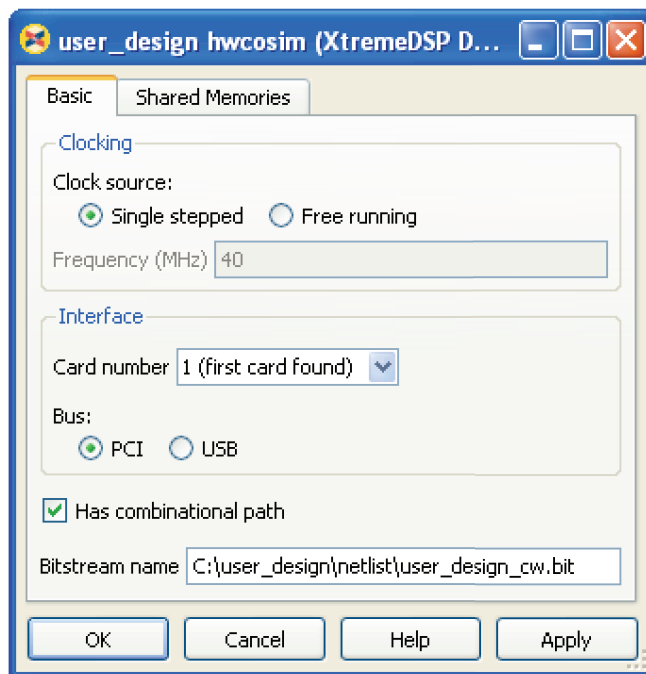 user_design hwcosim (XtremeDSP D...
Basic
Shared Memories
Clocking
Clock source:
Single stepped
Free running
Frequency (MHz) 40
Interface
Card number 1 (first card found)
Bus:
PCI
USB
Has combinational path
Bitstream name C:\user_design\netlist\user_design_cw.bit
OK
Cancel
Help
Apply